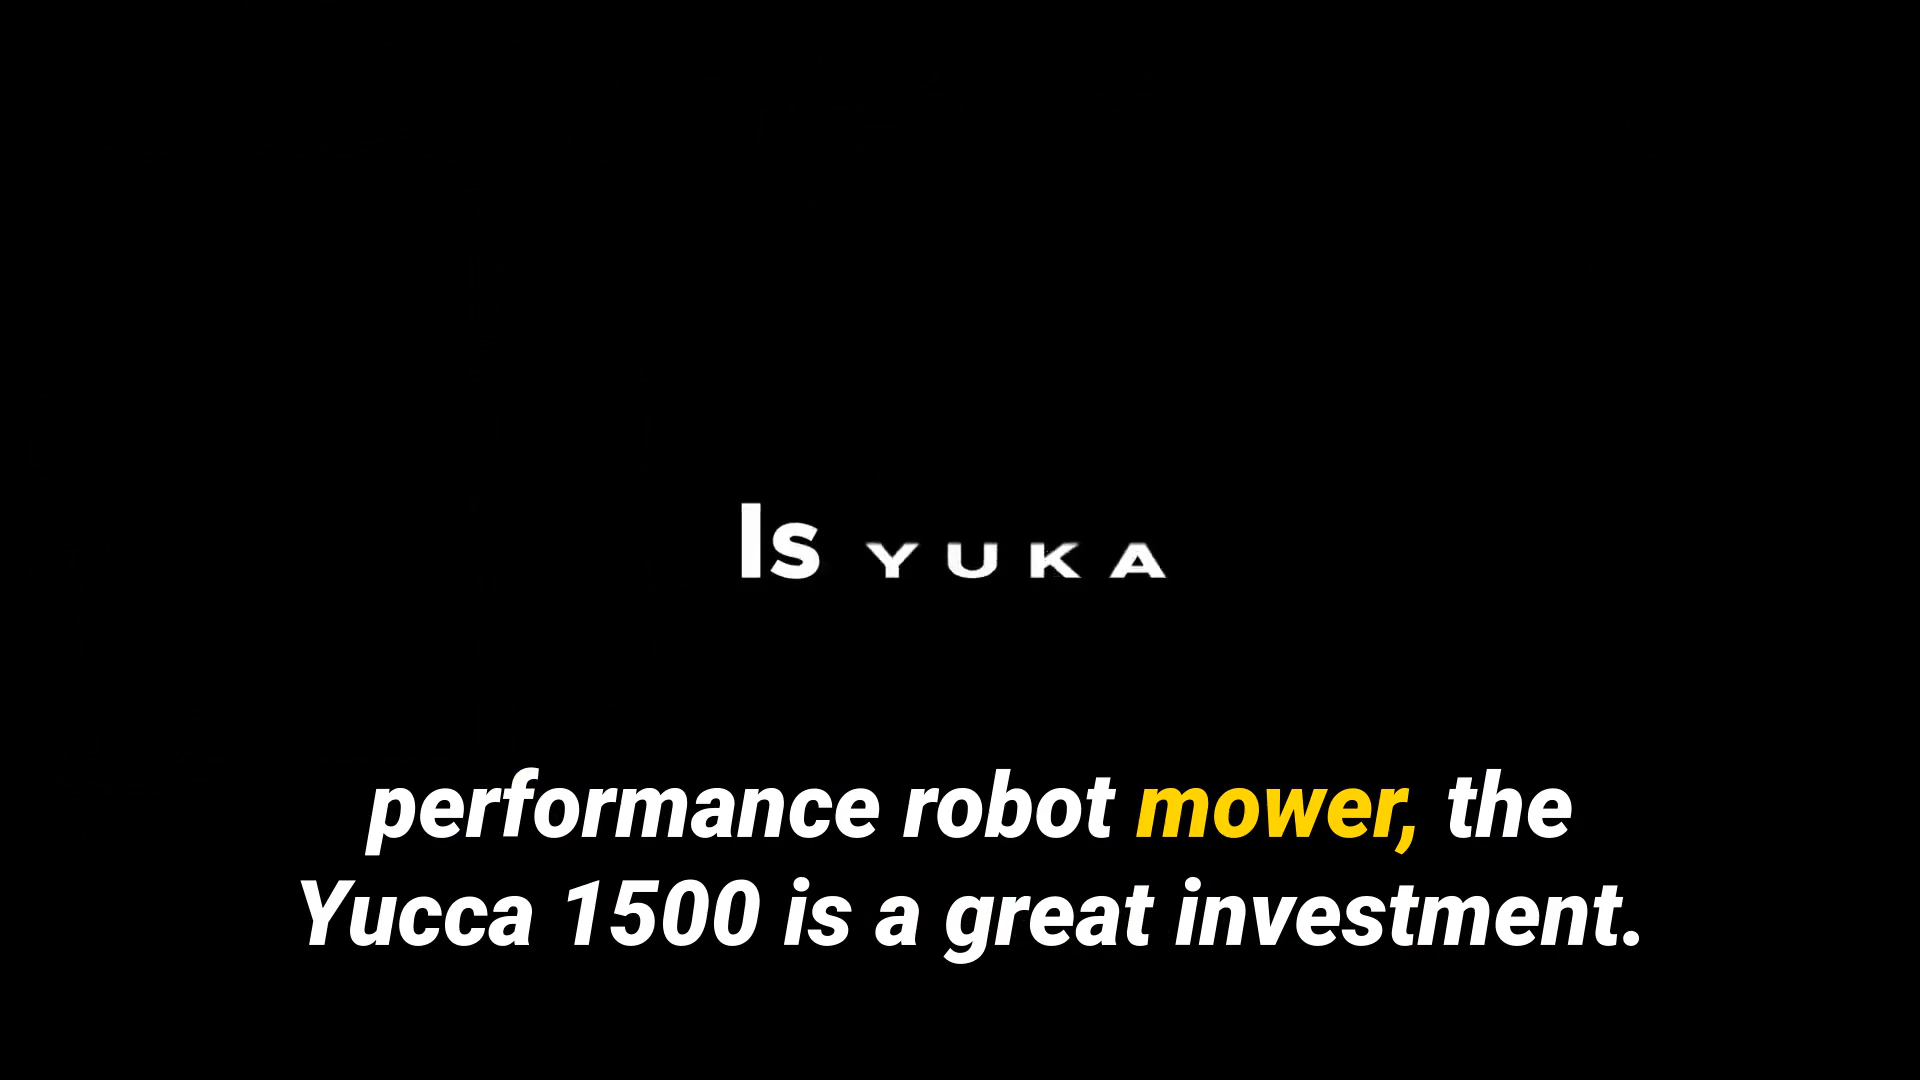 Is YUKA
performance robot mower, the
Yucca 1500 is a great investment.